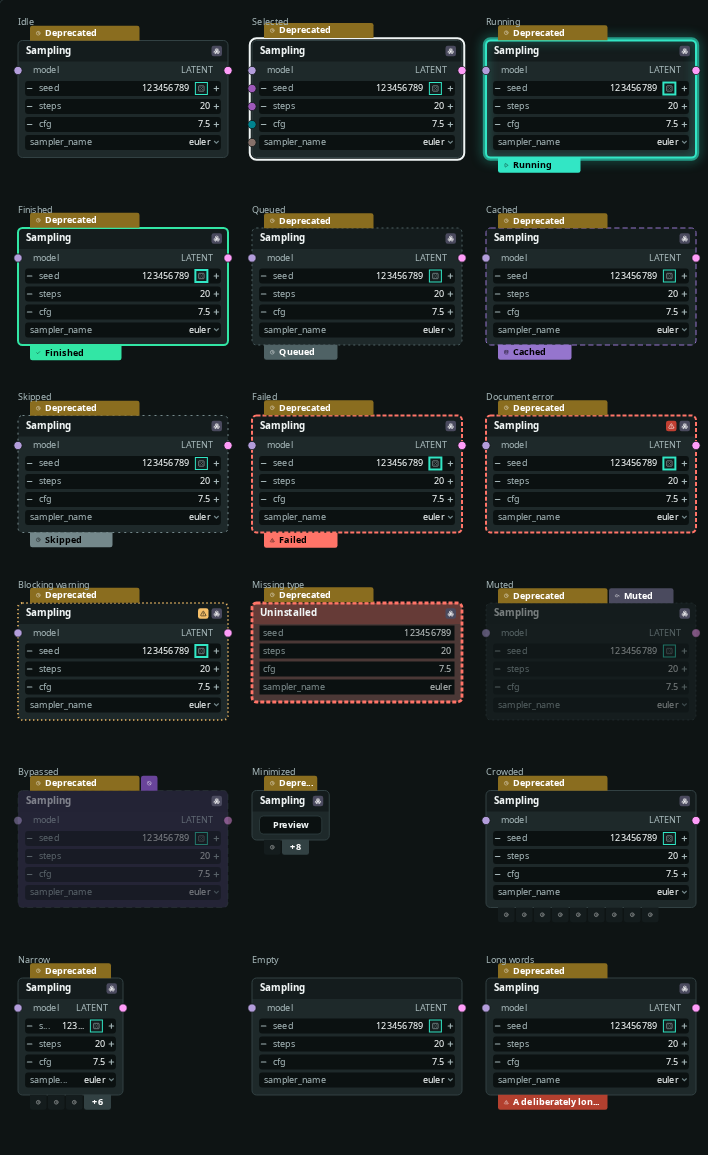 Idle
Deprecated
Sampling
model LATENT
− seed 123456789 +
− steps 20 +
− cfg 7.5 +
sampler_name euler
Selected
Deprecated
Sampling
model LATENT
− seed 123456789 +
− steps 20 +
− cfg 7.5 +
sampler_name euler
Running
Deprecated
Sampling
model LATENT
− seed 123456789 +
− steps 20 +
− cfg 7.5 +
sampler_name euler
Running
Finished
Deprecated
Sampling
model LATENT
− seed 123456789 +
− steps 20 +
− cfg 7.5 +
sampler_name euler
Finished
Queued
Deprecated
Sampling
model LATENT
− seed 123456789 +
− steps 20 +
− cfg 7.5 +
sampler_name euler
Queued
Cached
Deprecated
Sampling
model LATENT
− seed 123456789 +
− steps 20 +
− cfg 7.5 +
sampler_name euler
Cached
Skipped
Deprecated
Sampling
model LATENT
− seed 123456789 +
− steps 20 +
− cfg 7.5 +
sampler_name euler
Skipped
Failed
Deprecated
Sampling
model LATENT
− seed 123456789 +
− steps 20 +
− cfg 7.5 +
sampler_name euler
Failed
Document error
Deprecated
Sampling
model LATENT
− seed 123456789 +
− steps 20 +
− cfg 7.5 +
sampler_name euler
Blocking warning
Deprecated
Sampling
model LATENT
− seed 123456789 +
− steps 20 +
− cfg 7.5 +
sampler_name euler
Missing type
Deprecated
Uninstalled
seed 123456789
steps 20
cfg 7.5
sampler_name euler
Muted
Deprecated Muted
Sampling
model LATENT
− seed 123456789 +
− steps 20 +
− cfg 7.5 +
sampler_name euler
Bypassed
Deprecated
Sampling
model LATENT
− seed 123456789 +
− steps 20 +
− cfg 7.5 +
sampler_name euler
Minimized
Depre...
Sampling
Preview
+8
Crowded
Deprecated
Sampling
model LATENT
− seed 123456789 +
− steps 20 +
− cfg 7.5 +
sampler_name euler
Narrow
Deprecated
Sampling
model LATENT
− s... 123... +
− steps 20 +
− cfg 7.5 +
sample... euler
+6
Empty
Sampling
model LATENT
− seed 123456789 +
− steps 20 +
− cfg 7.5 +
sampler_name euler
Long words
Deprecated
Sampling
model LATENT
− seed 123456789 +
− steps 20 +
− cfg 7.5 +
sampler_name euler
A deliberately lon...